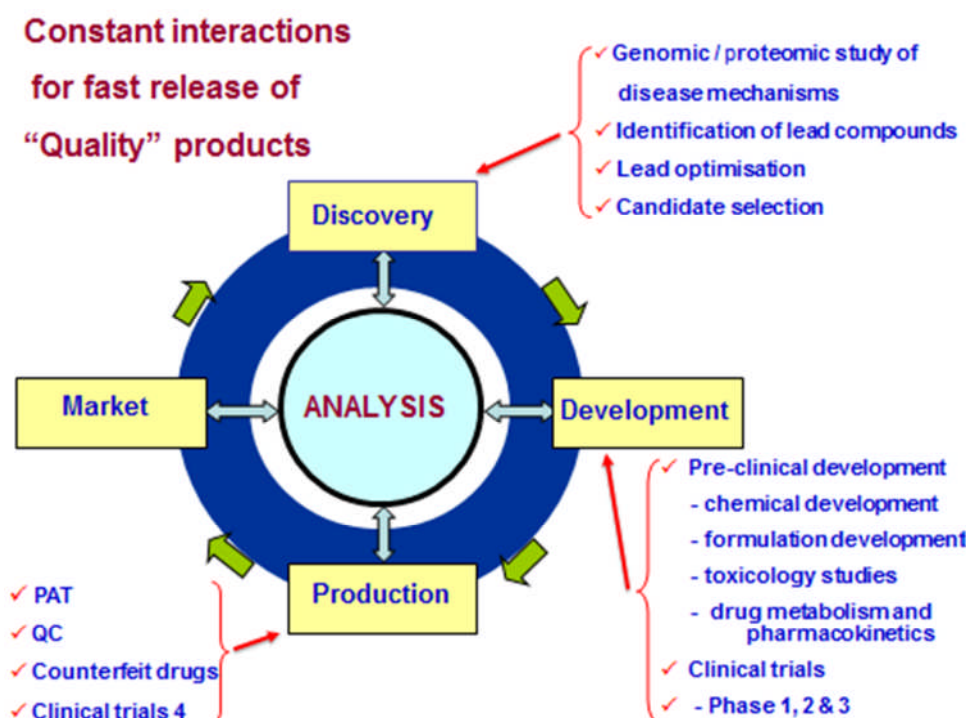 Constant interactions
for fast release of
“Quality” products
✓ Genomic / proteomic study of
disease mechanisms
✓ Identification of lead compounds
✓ Lead optimisation
✓ Candidate selection
Discovery
Market
ANALYSIS
Development
✓ Pre-clinical development
- chemical development
- formulation development
- toxicology studies
- drug metabolism and
pharmacokinetics
✓ Clinical trials
✓ - Phase 1, 2 & 3
Production
✓ PAT
✓ QC
✓ Counterfeit drugs
✓ Clinical trials 4